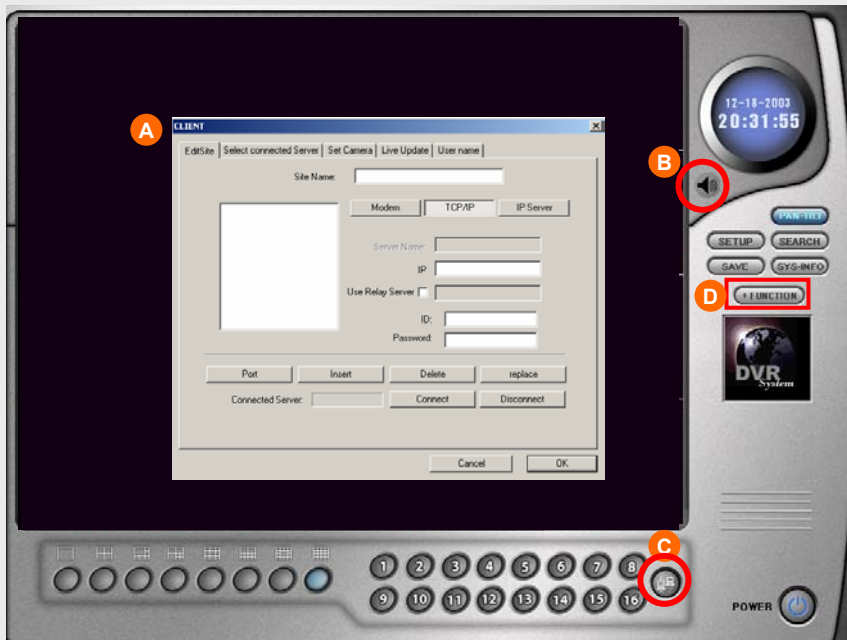 A
CLIENT
EditSite Select connected Server Set Camera Live Update User name
Site Name:
Modem TCP/IP IP Server
Server Name:
IP
Use Relay Server
ID:
Password:
Port Insert Delete replace
Connected Server: Connect Disconnect
Cancel OK
12-18-2003
20:31:55
B
PAN-TILT
SETUP SEARCH
SAVE SYS-INFO
D
FUNCTION
DVR
System
C
1 2 3 4 5 6 7 8
9 10 11 12 13 14 15 16
POWER